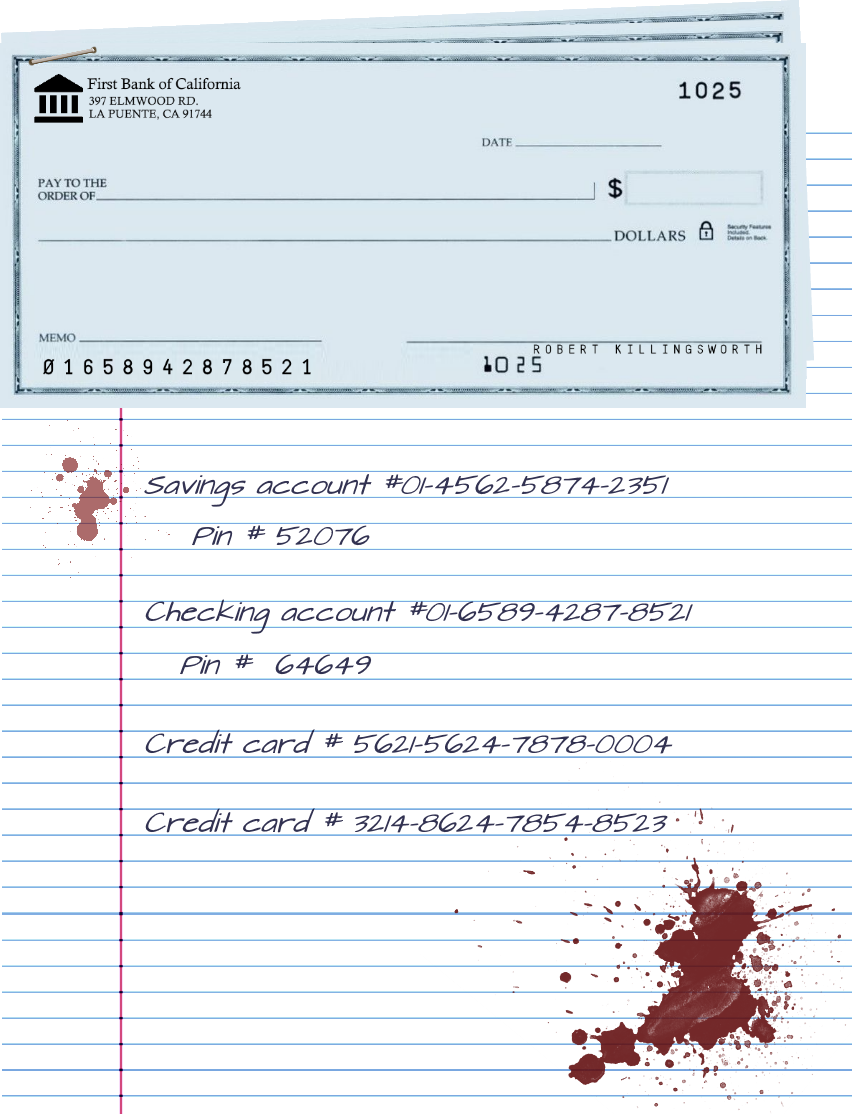 First Bank of California
397 ELMWOOD RD.
LA PUENTE, CA 91744
1025
DATE
PAY TO THE
ORDER OF
$
DOLLARS
Security Features
Included.
Details on Back.
MEMO
ROBERT KILLINGSWORTH
01658942878521
1025
Savings account #01-4562-5874-2351
Pin # 52076
Checking account #01-6589-4287-8521
Pin # 64649
Credit card # 5621-5624-7878-0004
Credit card # 3214-8624-7854-8523